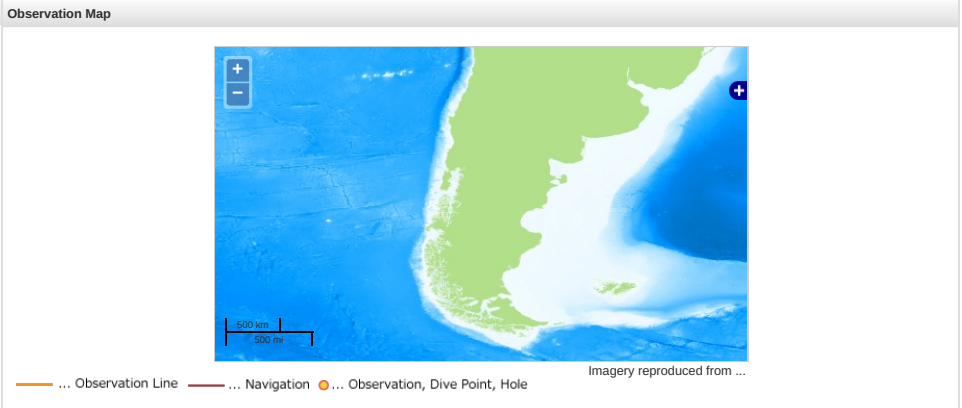 Observation Map
+
−
+
500 km
500 mi
Imagery reproduced from ...
... Observation Line ... Navigation ... Observation, Dive Point, Hole